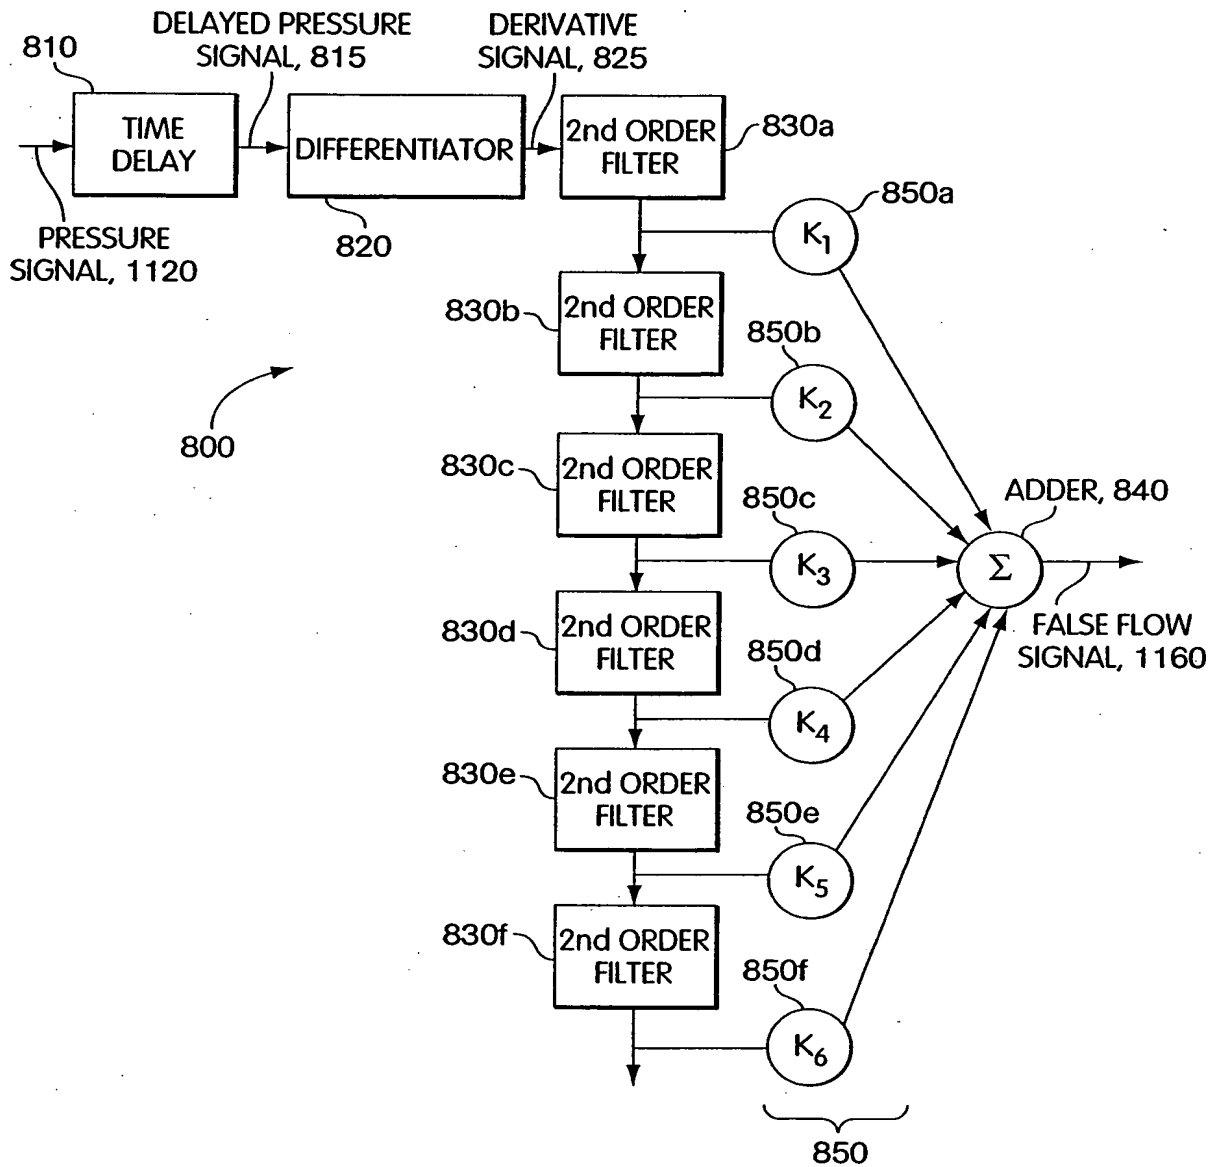 810
DELAYED PRESSURE
SIGNAL, 815
DERIVATIVE
SIGNAL, 825
TIME
DELAY
DIFFERENTIATOR
2nd ORDER
FILTER
830a
PRESSURE
SIGNAL, 1120
820
850a
K1
830b
2nd ORDER
FILTER
850b
K2
800
830c
2nd ORDER
FILTER
850c
K3
ADDER, 840
Σ
FALSE FLOW
SIGNAL, 1160
830d
2nd ORDER
FILTER
850d
K4
830e
2nd ORDER
FILTER
850e
K5
830f
2nd ORDER
FILTER
850f
K6
850